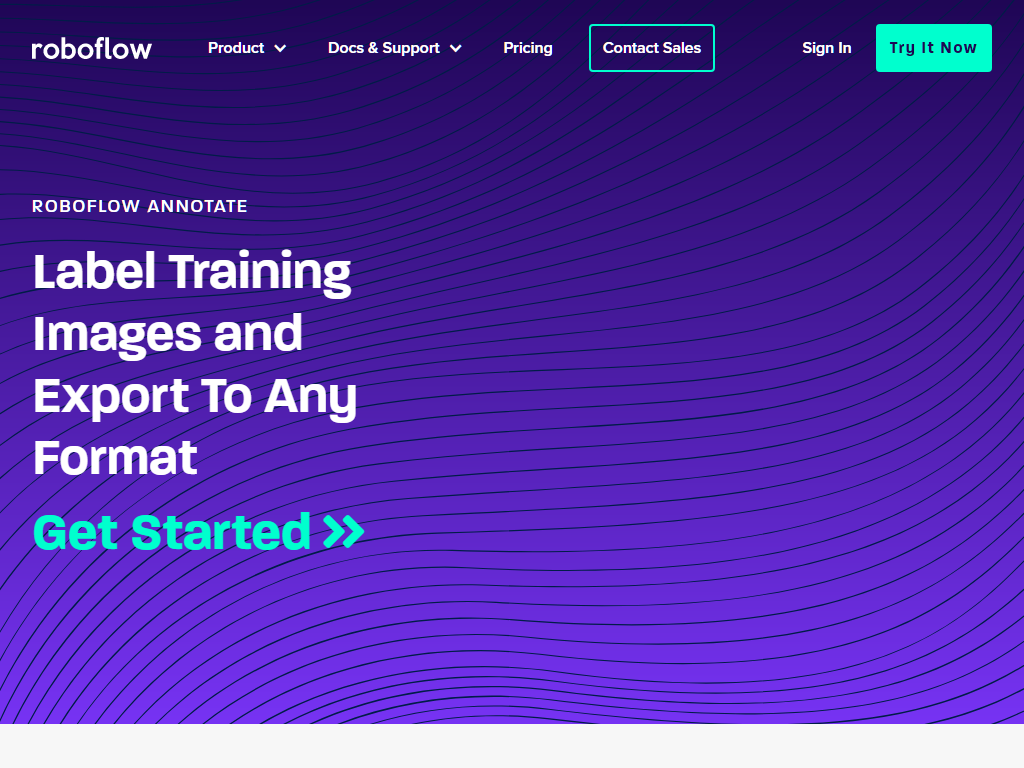 roboflow
Product
Docs & Support
Pricing
Contact Sales
Sign In
Try It Now
ROBOFLOW ANNOTATE
Label Training
Images and
Export To Any
Format
Get Started